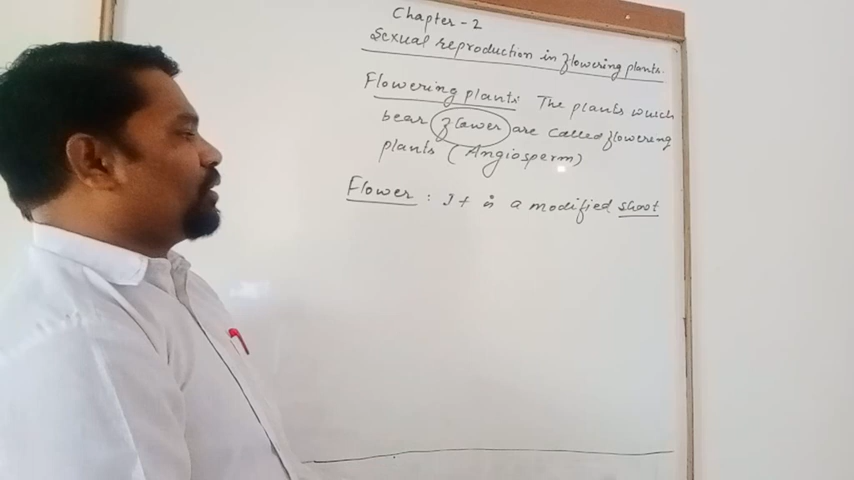 Chapter - 2
Sexual reproduction in flowering plants.
Flowering plants: The plants which
bear flower are called flowering
plants (Angiosperm)
Flower : It is a modified shoot